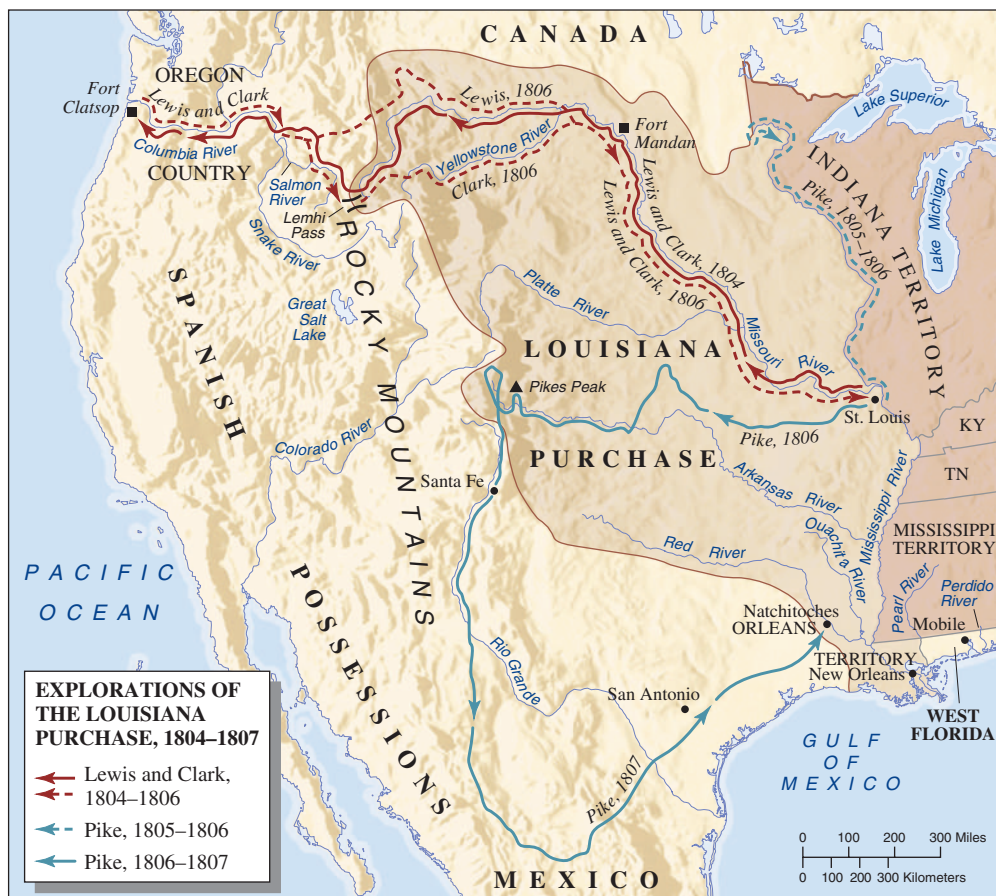 CANADA
OREGON
COUNTRY
Fort
Clatsop
Lewis and Clark
Columbia River
Lewis, 1806
Yellowstone River
Clark, 1806
Fort
Mandan
Lake Superior
INDIANA TERRITORY
Lake Michigan
Pike, 1805–1806
Salmon
River
Lemhi
Pass
Snake River
ROCKY MOUNTAINS
Lewis and Clark, 1804
Lewis and Clark, 1806
SPANISH
POSSESSIONS
Great
Salt
Lake
Platte River
LOUISIANA
PURCHASE
Missouri River
Pikes Peak
St. Louis
Pike, 1806
KY
Colorado River
Santa Fe
Arkansas River
Mississippi River
TN
Ouachita River
MISSISSIPPI
TERRITORY
Red River
PACIFIC
OCEAN
Pearl River
Perdido
River
Natchitoches
ORLEANS
TERRITORY
Mobile
New Orleans
Rio Grande
San Antonio
WEST
FLORIDA
GULF
OF
MEXICO
Pike, 1807
MEXICO
EXPLORATIONS OF
THE LOUISIANA
PURCHASE, 1804–1807
Lewis and Clark,
1804–1806
Pike, 1805–1806
Pike, 1806–1807
0 100 200 300 Miles
0 100 200 300 Kilometers